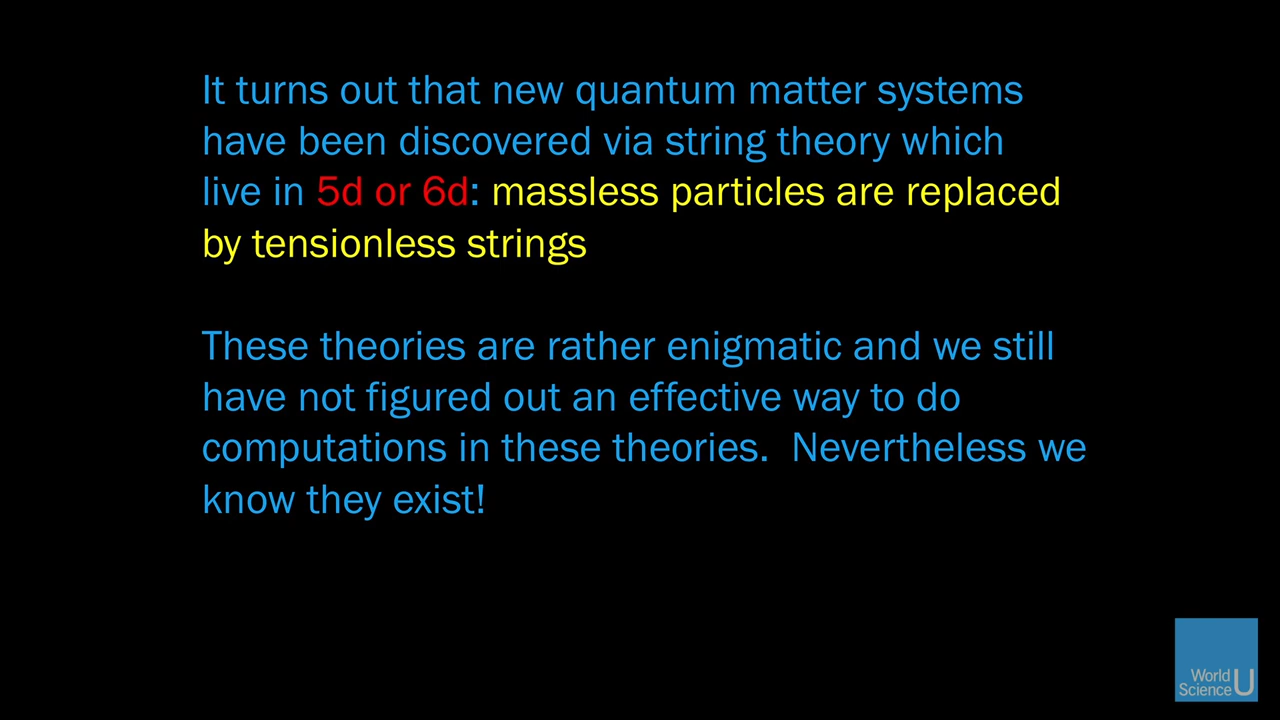 It turns out that new quantum matter systems
have been discovered via string theory which
live in 5d or 6d: massless particles are replaced
by tensionless strings
These theories are rather enigmatic and we still
have not figured out an effective way to do
computations in these theories.  Nevertheless we
know they exist!
World
Science U